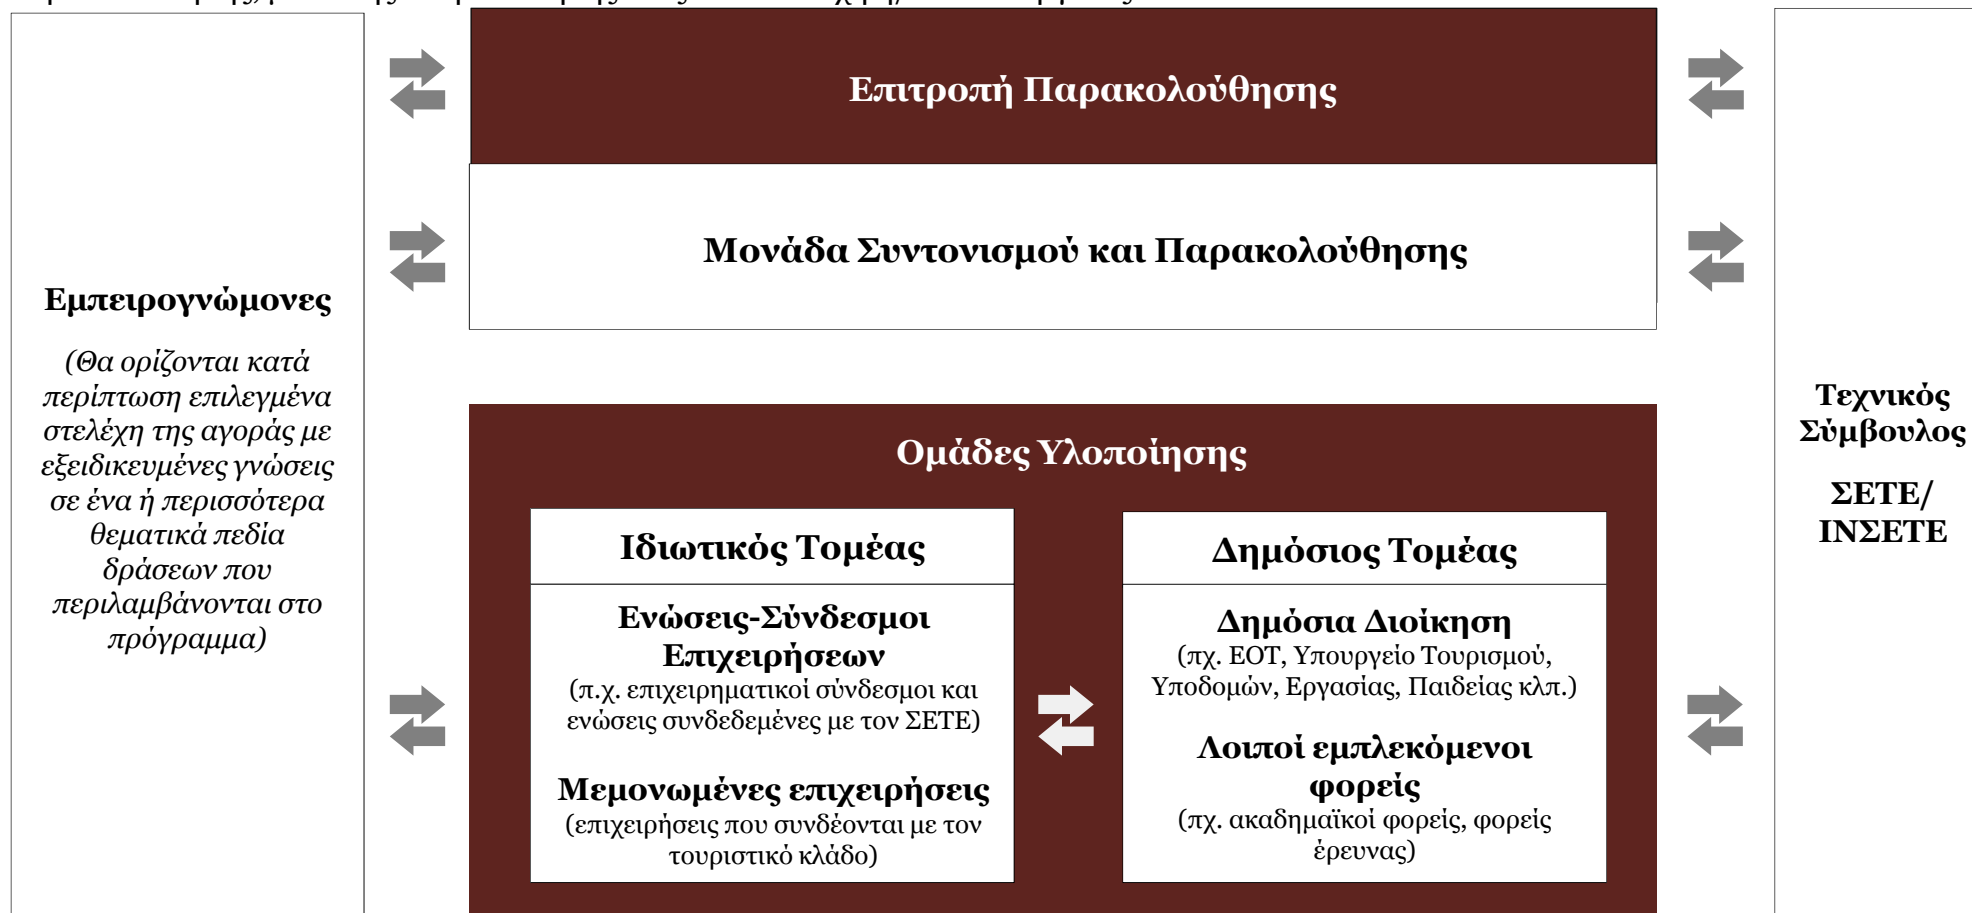 Επιτροπή Παρακολούθησης
Μονάδα Συντονισμού και Παρακολούθησης
Εμπειρογνώμονες
(Θα ορίζονται κατά
περίπτωση επιλεγμένα
στελέχη της αγοράς με
εξειδικευμένες γνώσεις
σε ένα ή περισσότερα
θεματικά πεδία
δράσεων που
περιλαμβάνονται στο
πρόγραμμα)
Ομάδες Υλοποίησης
Ιδιωτικός Τομέας
Ενώσεις-Σύνδεσμοι
Επιχειρήσεων
(π.χ. επιχειρηματικοί σύνδεσμοι και
ενώσεις συνδεδεμένες με τον ΣΕΤΕ)
Μεμονωμένες επιχειρήσεις
(επιχειρήσεις που συνδέονται με τον
τουριστικό κλάδο)
Δημόσιος Τομέας
Δημόσια Διοίκηση
(πχ. ΕΟΤ, Υπουργείο Τουρισμού,
Υποδομών, Εργασίας, Παιδείας κλπ.)
Λοιποί εμπλεκόμενοι
φορείς
(πχ. ακαδημαϊκοί φορείς, φορείς
έρευνας)
Τεχνικός
Σύμβουλος
ΣΕΤΕ/
ΙΝΣΕΤΕ